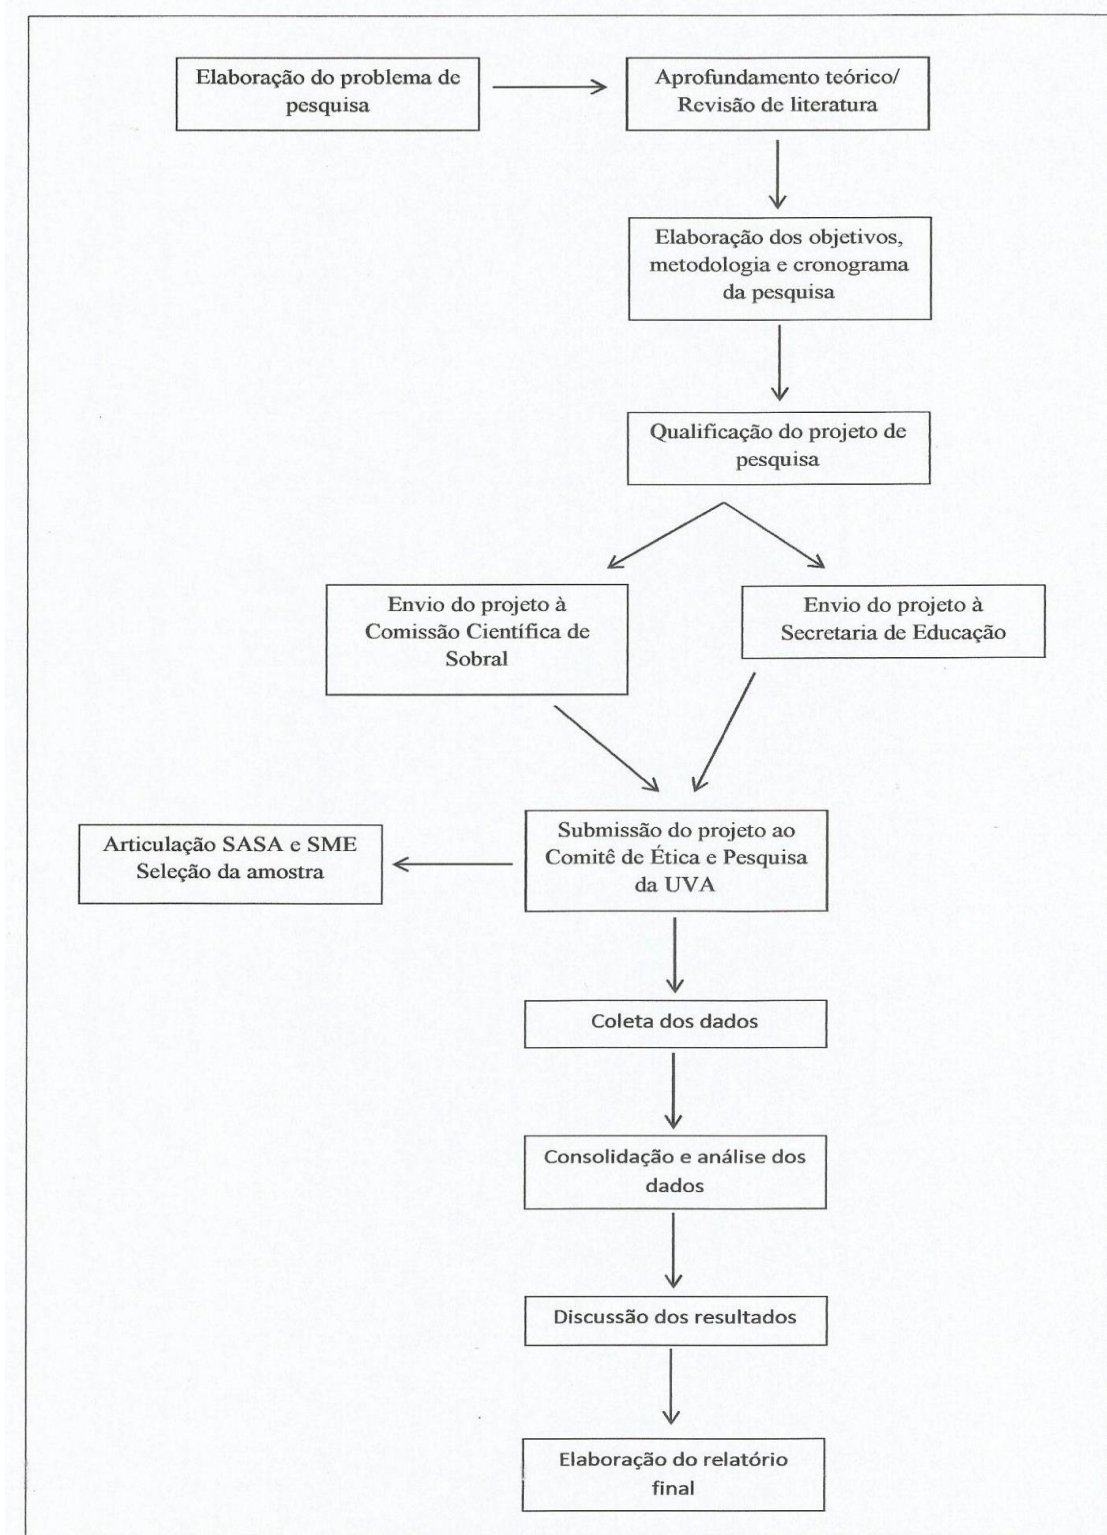 Elaboração do problema de
pesquisa
Aprofundamento teórico/
Revisão de literatura
Elaboração dos objetivos,
metodologia e cronograma
da pesquisa
Qualificação do projeto de
pesquisa
Envio do projeto à
Comissão Científica de
Sobral
Envio do projeto à
Secretaria de Educação
Articulação SASA e SME
Seleção da amostra
Submissão do projeto ao
Comitê de Ética e Pesquisa
da UVA
Coleta dos dados
Consolidação e análise dos
dados
Discussão dos resultados
Elaboração do relatório
final